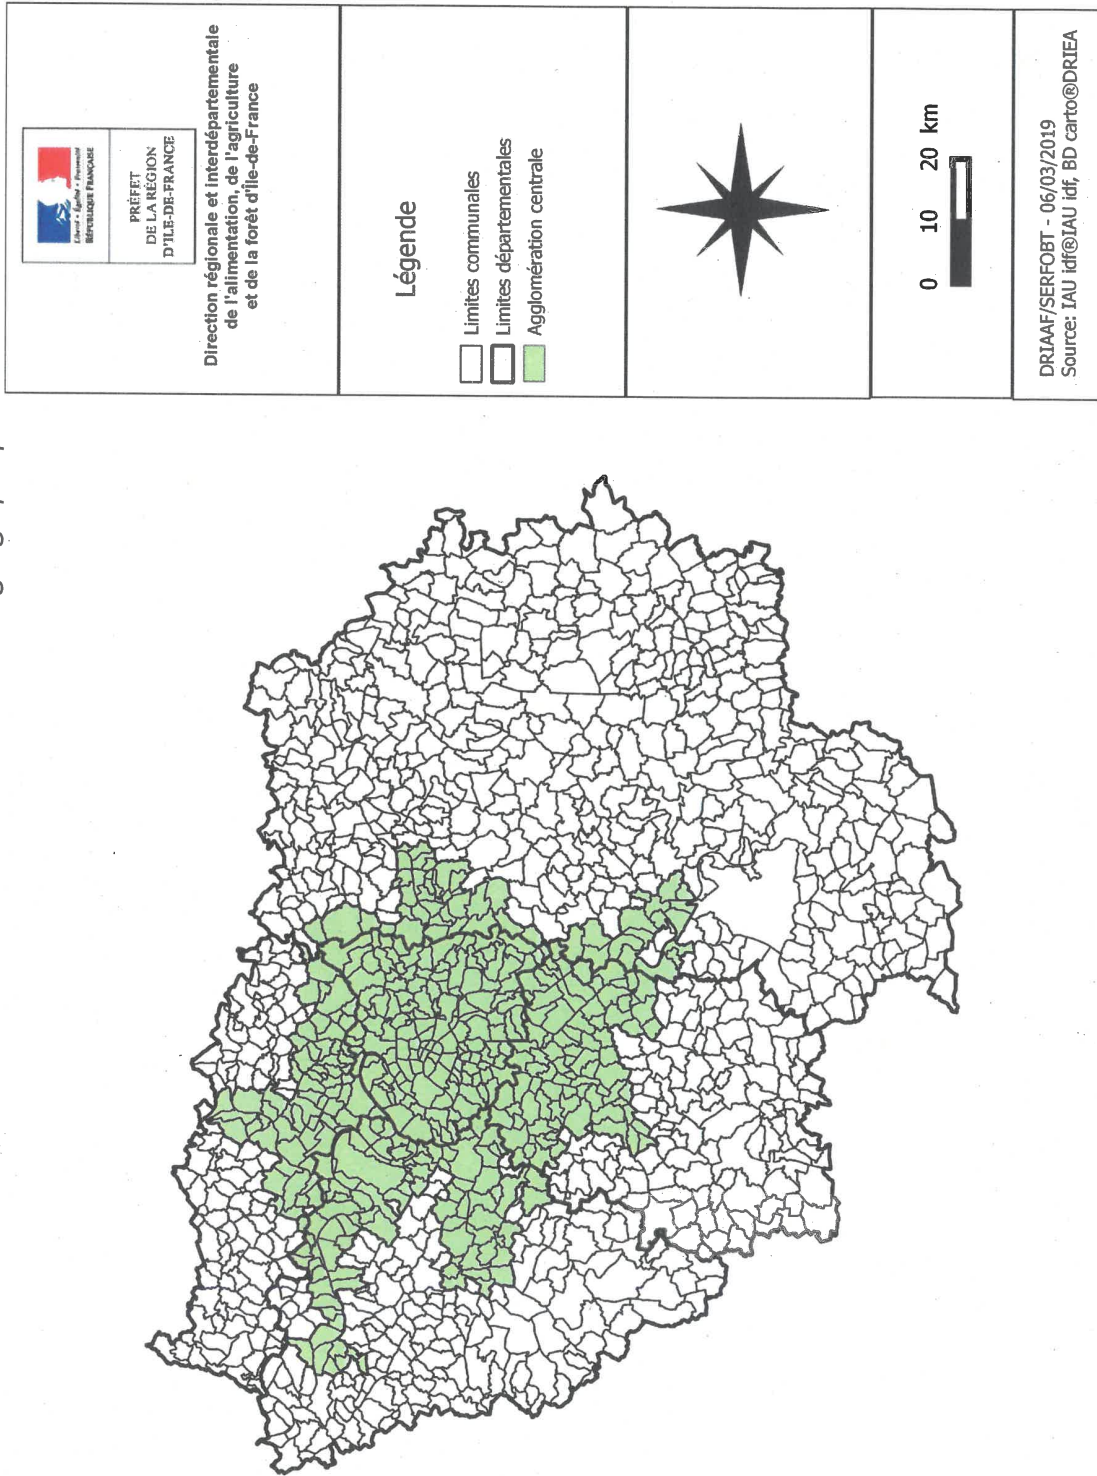 Liberté • Égalité • Fraternité
RÉPUBLIQUE FRANÇAISE
PRÉFET
DE LA RÉGION
D'ILE-DE-FRANCE
Direction régionale et interdépartementale
de l'alimentation, de l'agriculture
et de la forêt d'Île-de-France
Légende
Limites communales
Limites départementales
Agglomération centrale
0 10 20 km
DRIAAF/SERFOBT - 06/03/2019
Source: IAU idf®IAU idf, BD carto®DRIEA